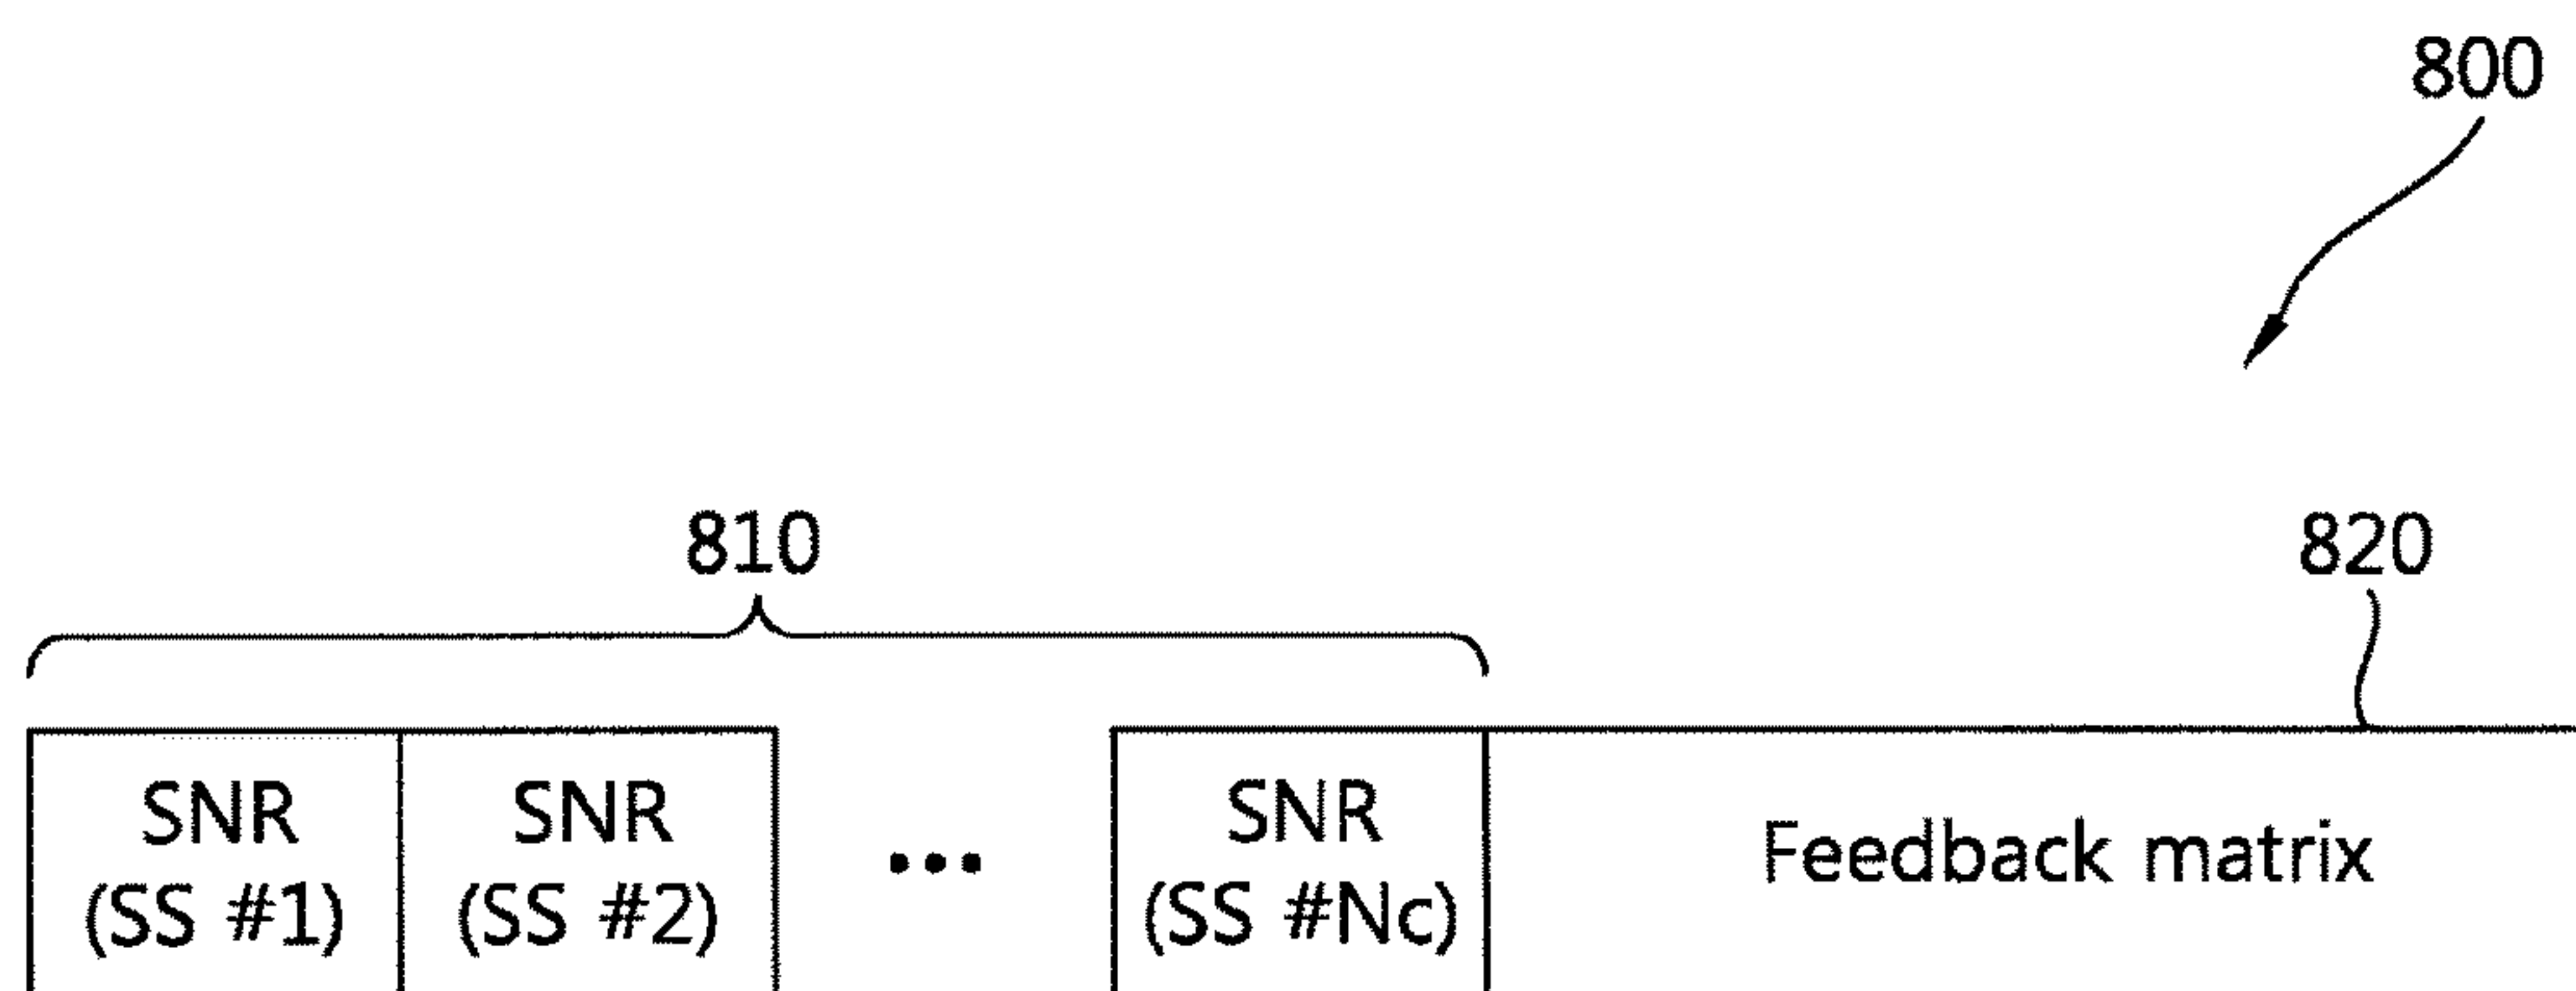 800
810
820
SNR
(SS #1)
SNR
(SS #2)
•••
SNR
(SS #Nc)
Feedback matrix